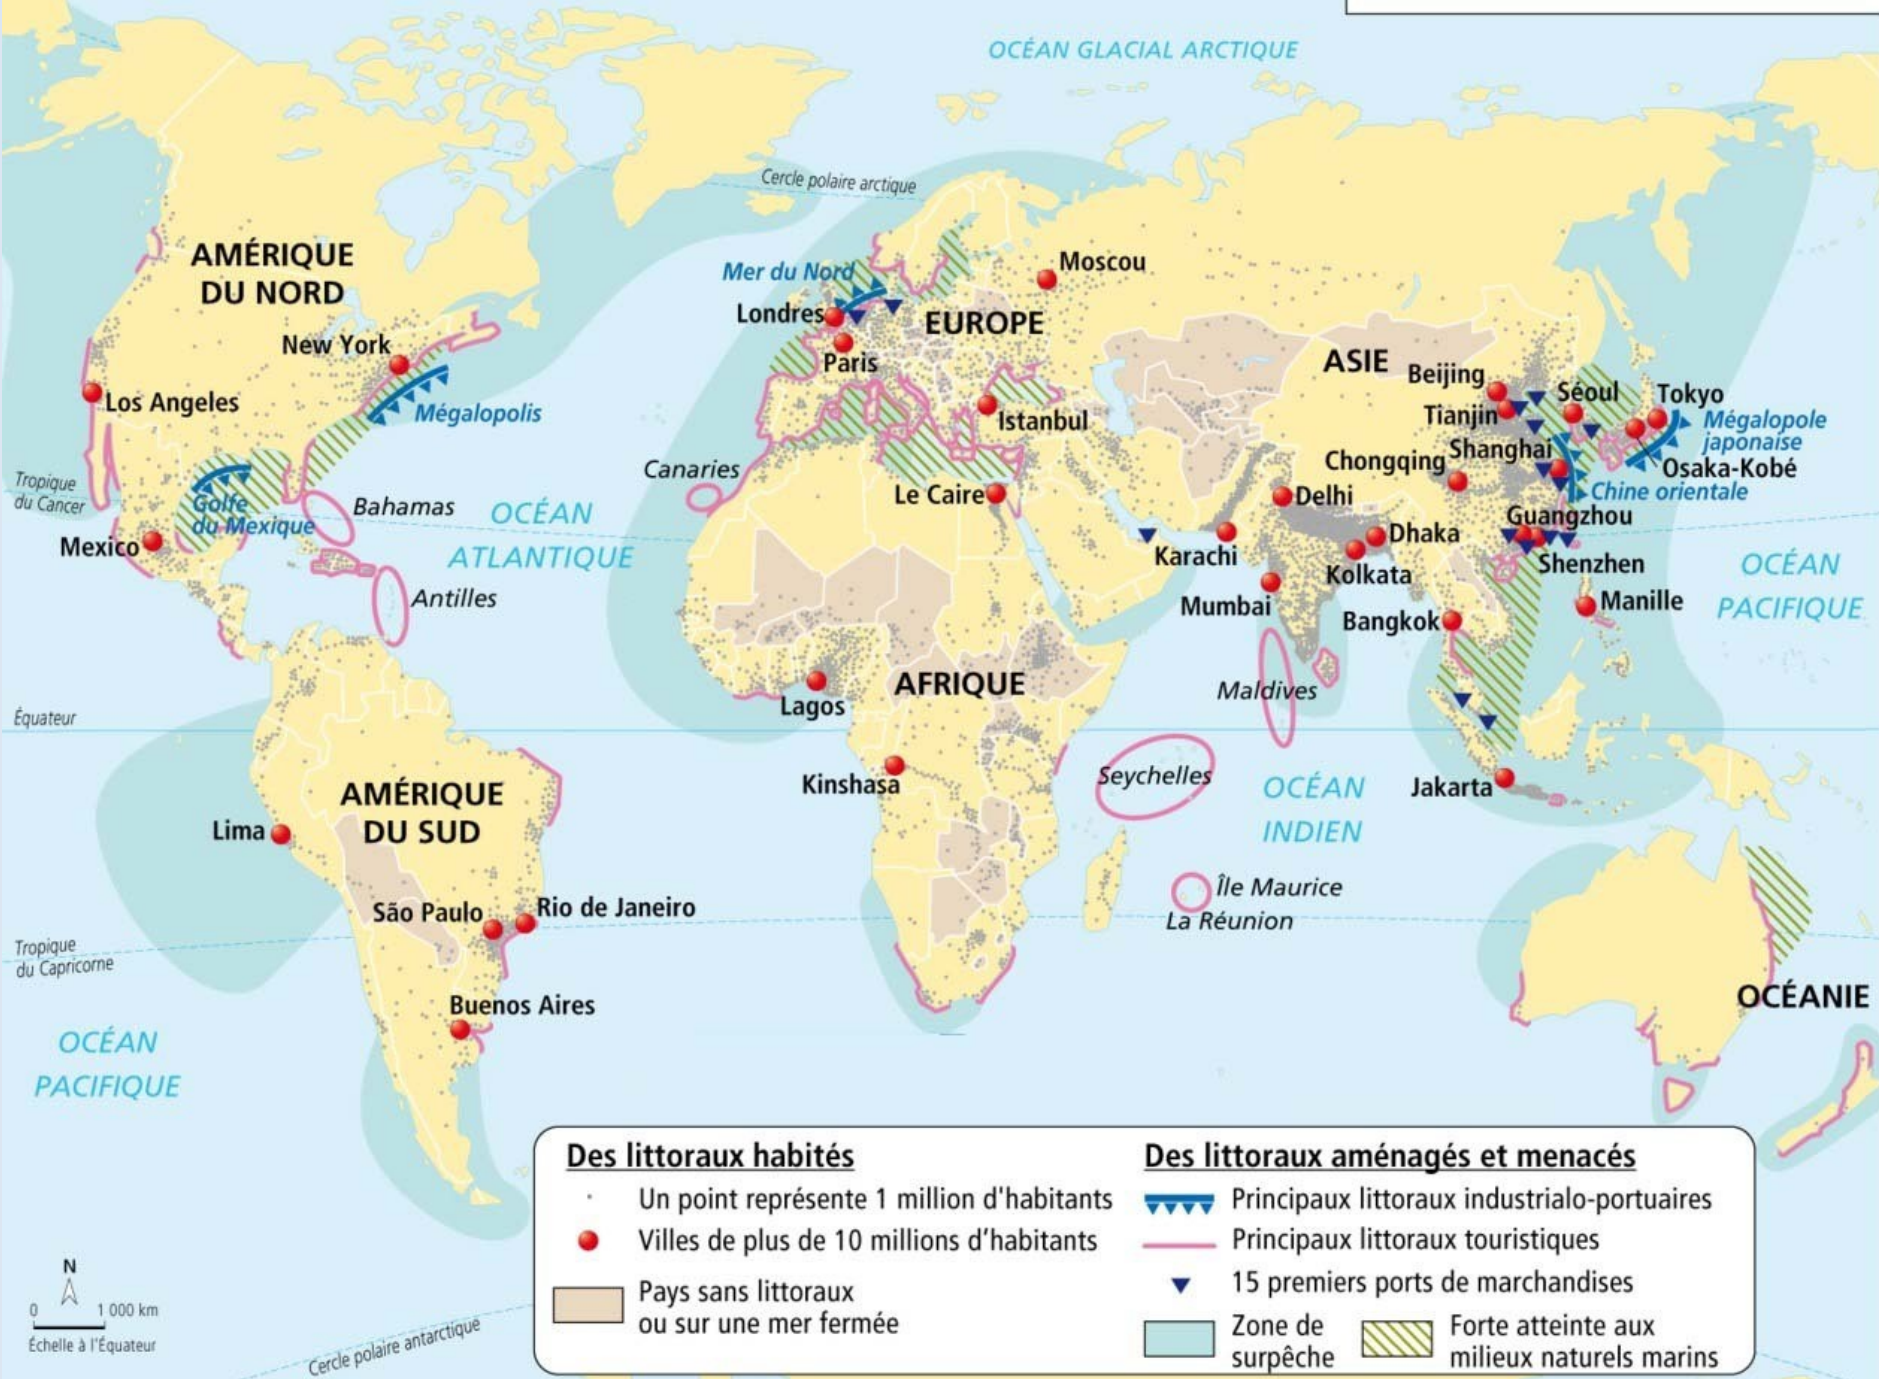 OCÉAN GLACIAL ARCTIQUE
Cercle polaire arctique
AMÉRIQUE
DU NORD
Mer du Nord
Moscou
Londres
EUROPE
New York
Paris
ASIE
Beijing
Séoul
Tokyo
Los Angeles
Mégalopolis
Istanbul
Tianjin
Mégalopole
japonaise
Shanghai
Chongqing
Osaka-Kobé
Canaries
Tropique
du Cancer
Golfe
du Mexique
Bahamas
OCÉAN
ATLANTIQUE
Le Caire
Delhi
Chine orientale
Guangzhou
Mexico
Dhaka
Karachi
Kolkata
Shenzhen
OCÉAN
PACIFIQUE
Antilles
Mumbai
Bangkok
Manille
AFRIQUE
Maldives
Lagos
Équateur
Kinshasa
Seychelles
OCÉAN
INDIEN
Jakarta
AMÉRIQUE
DU SUD
Lima
Île Maurice
La Réunion
São Paulo
Rio de Janeiro
Tropique
du Capricorne
Buenos Aires
OCÉANIE
OCÉAN
PACIFIQUE
Des littoraux habités
Un point représente 1 million d'habitants
Villes de plus de 10 millions d’habitants
Pays sans littoraux
ou sur une mer fermée
Des littoraux aménagés et menacés
Principaux littoraux industrialo-portuaires
Principaux littoraux touristiques
15 premiers ports de marchandises
Zone de
surpêche
Forte atteinte aux
milieux naturels marins
N
0 1 000 km
Échelle à l'Équateur
Cercle polaire antarctique